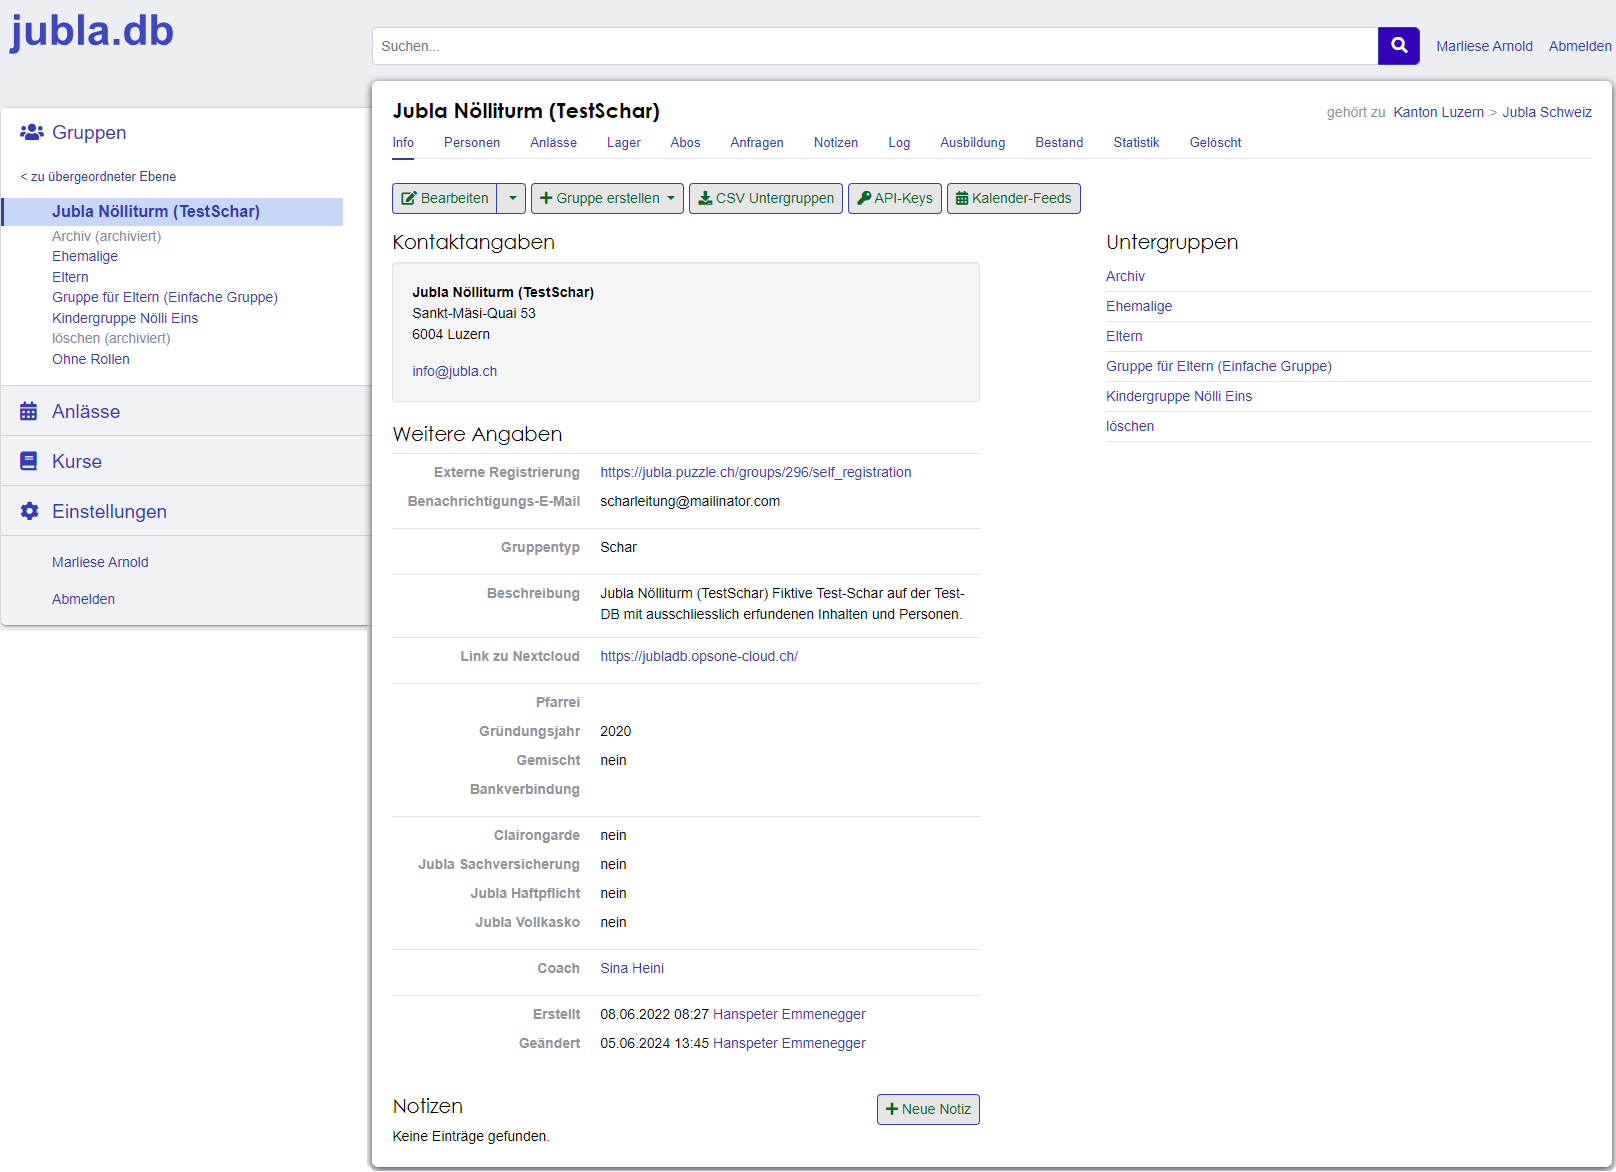 jubla.db
Suchen...
Marliese Arnold
Abmelden
Gruppen
< zu übergeordneter Ebene
Jubla Nölliturm (TestSchar)
Archiv (archiviert)
Ehemalige
Eltern
Gruppe für Eltern (Einfache Gruppe)
Kindergruppe Nölli Eins
löschen (archiviert)
Ohne Rollen
Anlässe
Kurse
Einstellungen
Marliese Arnold
Abmelden
Jubla Nölliturm (TestSchar)
gehört zu Kanton Luzern > Jubla Schweiz
Info Personen Anlässe Lager Abos Anfragen Notizen Log Ausbildung Bestand Statistik Gelöscht
Bearbeiten Gruppe erstellen CSV Untergruppen API-Keys Kalender-Feeds
Kontaktangaben
Jubla Nölliturm (TestSchar)
Sankt-Mäsi-Quai 53
6004 Luzern
info@jubla.ch
Weitere Angaben
Externe Registrierung https://jubla.puzzle.ch/groups/296/self_registration
Benachrichtigungs-E-Mail scharleitung@mailinator.com
Gruppentyp Schar
Beschreibung Jubla Nölliturm (TestSchar) Fiktive Test-Schar auf der Test-
DB mit ausschliesslich erfundenen Inhalten und Personen.
Link zu Nextcloud https://jubladb.opsone-cloud.ch/
Pfarrei
Gründungsjahr 2020
Gemischt nein
Bankverbindung
Clairongarde nein
Jubla Sachversicherung nein
Jubla Haftpflicht nein
Jubla Vollkasko nein
Coach Sina Heini
Erstellt 08.06.2022 08:27 Hanspeter Emmenegger
Geändert 05.06.2024 13:45 Hanspeter Emmenegger
Notizen
Neue Notiz
Keine Einträge gefunden.
Untergruppen
Archiv
Ehemalige
Eltern
Gruppe für Eltern (Einfache Gruppe)
Kindergruppe Nölli Eins
löschen